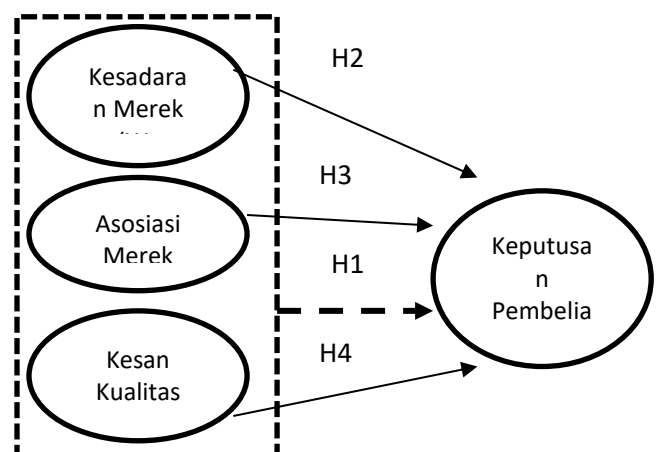 Kesadara
n Merek
H2
H3
Asosiasi
Merek
H1
Keputusa
n
Pembelia
H4
Kesan
Kualitas